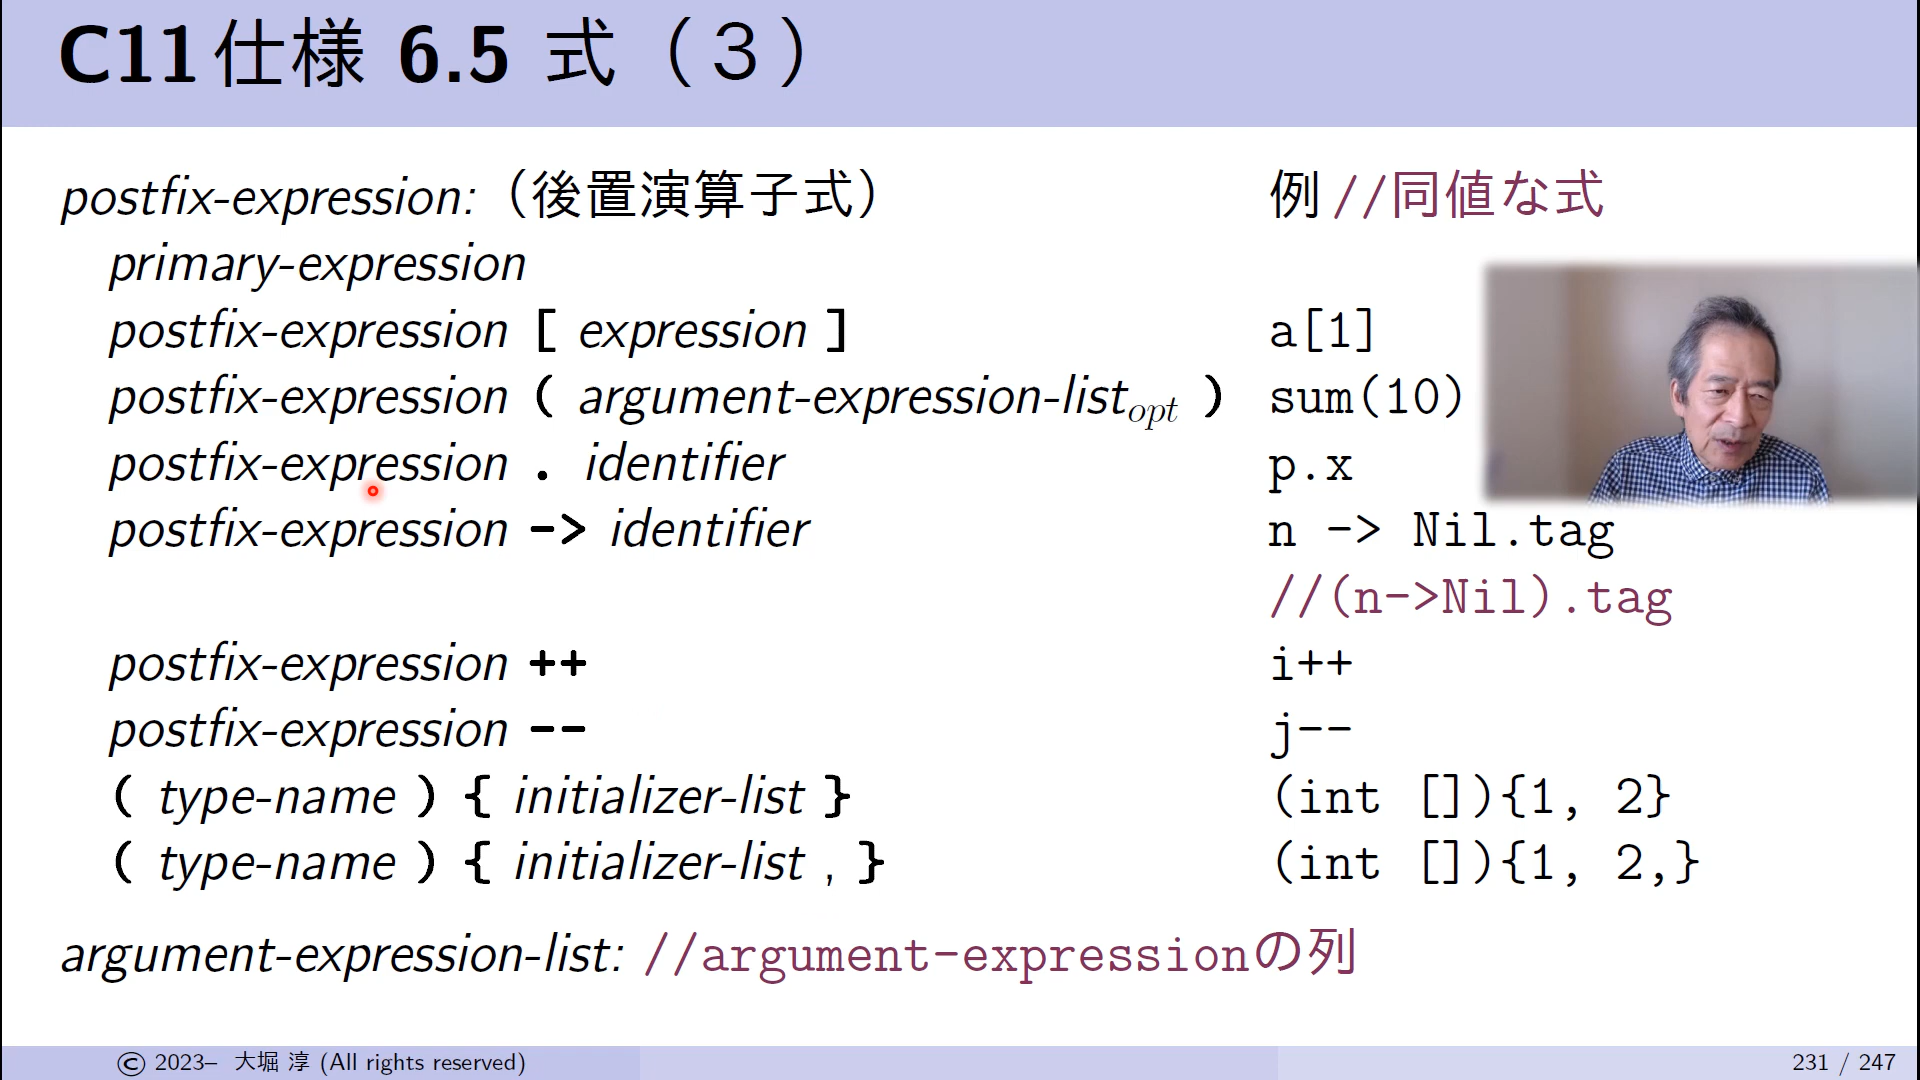 C11仕様 6.5 式（３）
postfix-expression:（後置演算子式） 例 //同値な式
primary-expression
postfix-expression [ expression ] a[1]
postfix-expression ( argument-expression-listopt ) sum(10)
postfix-expression . identifier p.x
postfix-expression -> identifier n -> Nil.tag
//(n->Nil).tag
postfix-expression ++ i++
postfix-expression -- j--
( type-name ) { initializer-list } (int []){1, 2}
( type-name ) { initializer-list , } (int []){1, 2,}
argument-expression-list: //argument-expressionの列
© 2023– 大堀 淳 (All rights reserved) 231 / 247